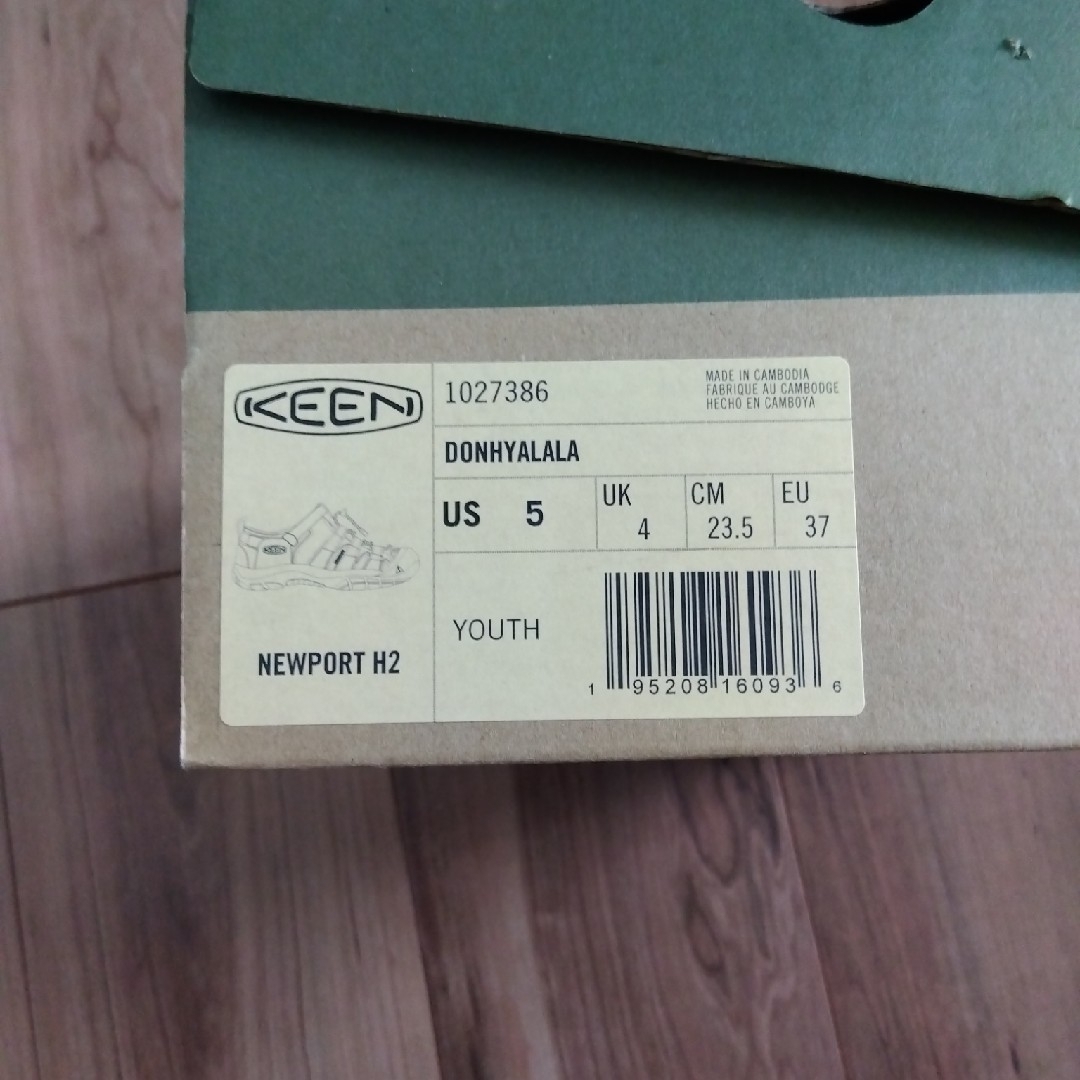 KEEN
1027386
MADE IN CAMBODIA
FABRIQUE AU CAMBODGE
HECHO EN CAMBOYA
DONHYALALA
US 5
UK 4
CM 23.5
EU 37
KEEN
NEWPORT H2
YOUTH
1 95208 16093 6